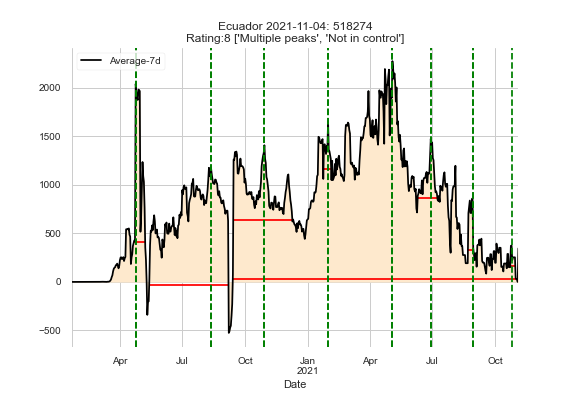 Ecuador 2021-11-04: 518274
Rating:8 ['Multiple peaks', 'Not in control']
Average-7d
2000
1500
1000
500
0
−500
Apr Jul Oct Jan Apr Jul Oct
2021
Date